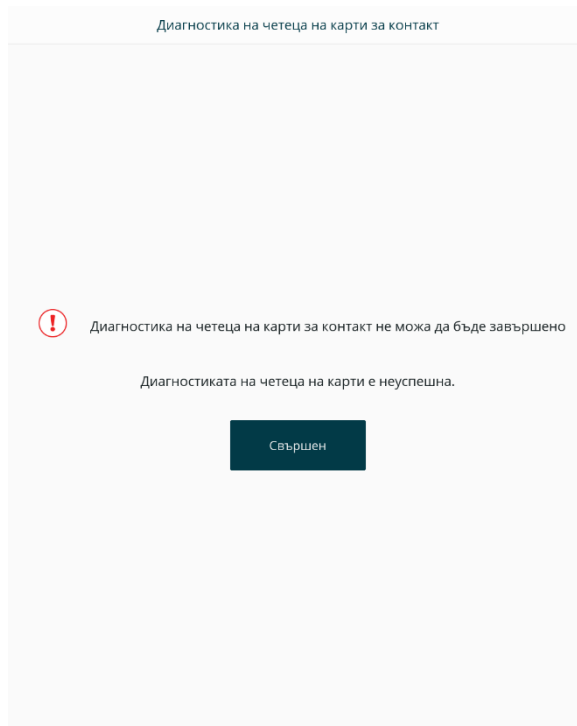 Диагностика на четеца на карти за контакт
Диагностика на четеца на карти за контакт не можа да бъде завършено
Диагностиката на четеца на карти е неуспешна.
Свършен